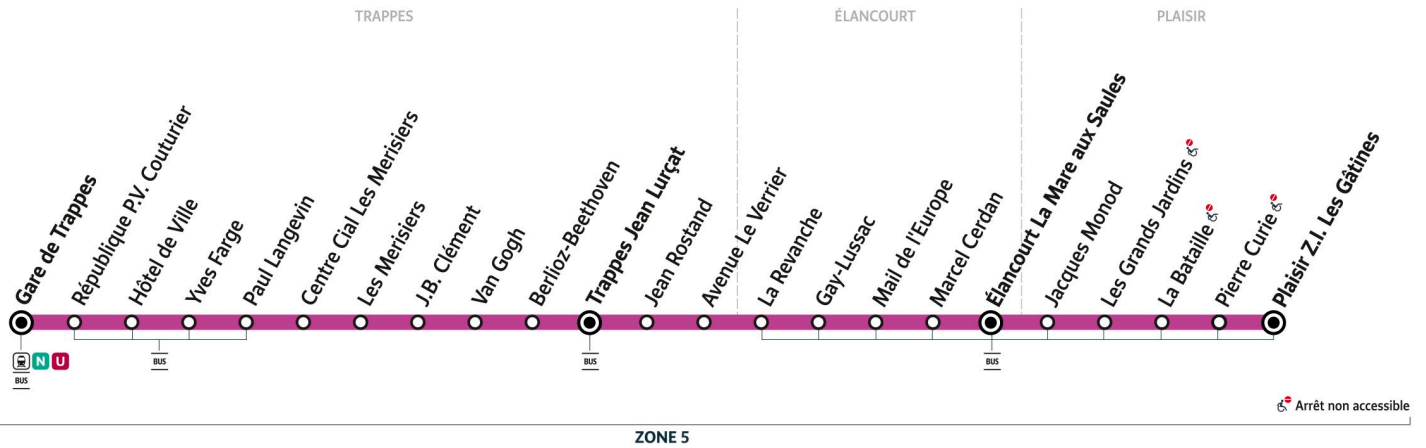 TRAPPES
ÉLANCOURT
PLAISIR
Gare de Trappes
République P.V. Couturier
Hôtel de Ville
Yves Farge
Paul Langevin
Centre Cial Les Merisiers
Les Merisiers
J.B. Clément
Van Gogh
Berlioz-Beethoven
Trappes Jean Lurçat
Jean Rostand
Avenue Le Verrier
La Revanche
Gay-Lussac
Mail de l'Europe
Marcel Cerdan
Élancourt La Mare aux Saules
Jacques Monod
Les Grands Jardins
La Bataille
Pierre Curie
Plaisir Z.I. Les Gâtines
N U
BUS
BUS
BUS
BUS
Arrêt non accessible
ZONE 5